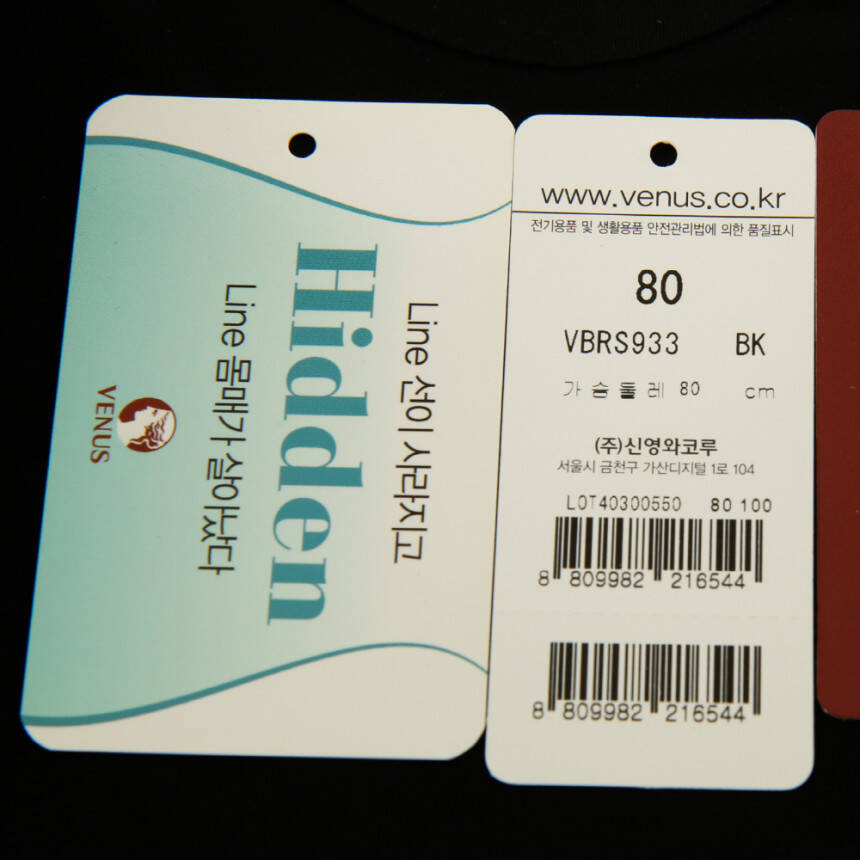 Line 선이 사라지고
Hidden
Line 몸매가 살아났다
VENUS
www.venus.co.kr
전기용품 및 생활용품 안전관리법에 의한 품질표시
80
VBRS933 BK
가슴둘레 80 cm
(주)신영와코루
서울시 금천구 가산디지털 1로 104
LOT40300550 80 100
8 809982 216544
8 809982 216544